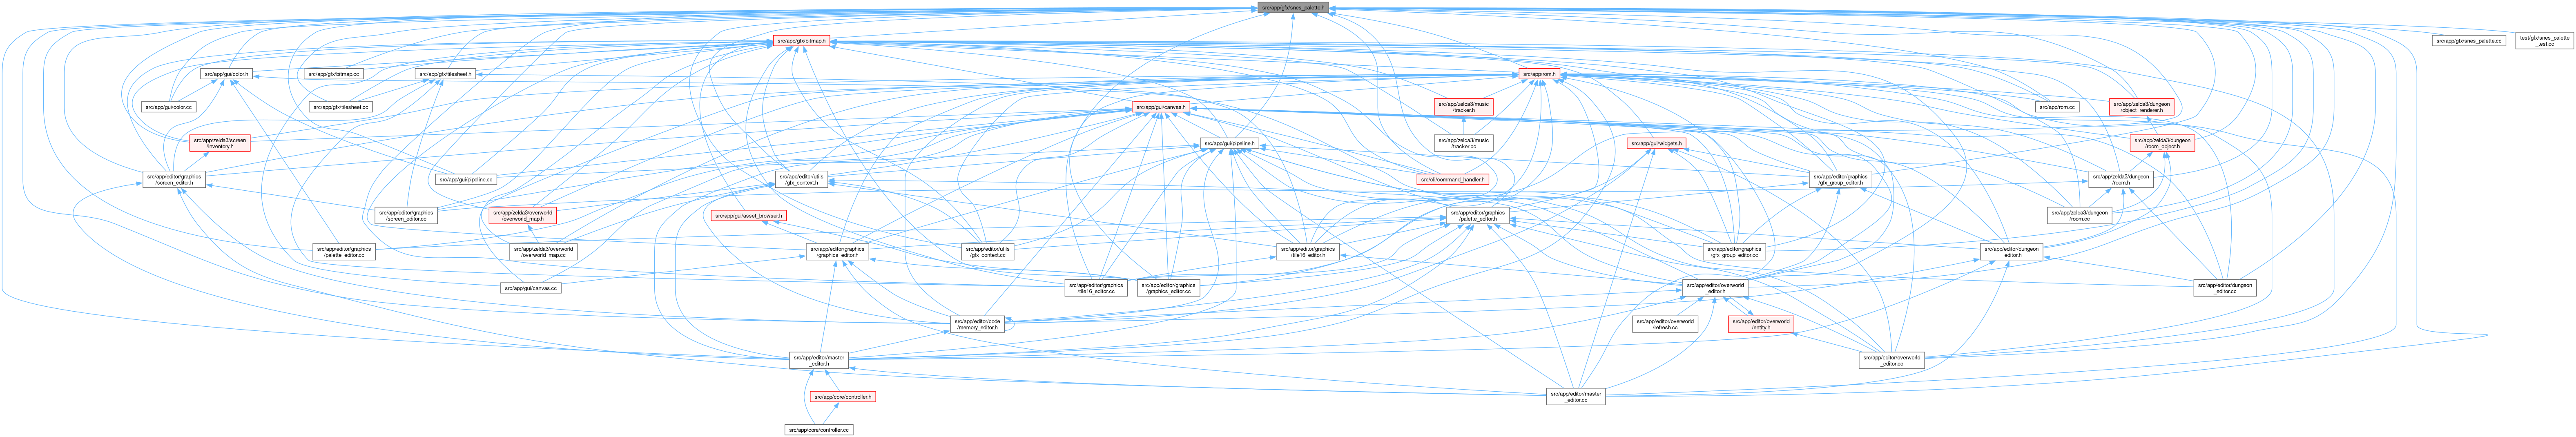 src/app/gfx/snes_palette.h
src/app/gfx/bitmap.h
src/app/gfx/snes_palette.cc
test/gfx/snes_palette
_test.cc
src/app/gui/color.h
src/app/gfx/bitmap.cc
src/app/gfx/tilesheet.h
src/app/rom.h
src/app/gui/color.cc
src/app/gfx/tilesheet.cc
src/app/gui/canvas.h
src/app/zelda3/music
/tracker.h
src/app/rom.cc
src/app/zelda3/dungeon
/object_renderer.h
src/app/zelda3/screen
/inventory.h
src/app/gui/pipeline.h
src/app/zelda3/music
/tracker.cc
src/app/gui/widgets.h
src/app/zelda3/dungeon
/room_object.h
src/app/editor/graphics
/screen_editor.h
src/app/gui/pipeline.cc
src/app/editor/utils
/gfx_context.h
src/cli/command_handler.h
src/app/editor/graphics
/gfx_group_editor.h
src/app/zelda3/dungeon
/room.h
src/app/editor/graphics
/screen_editor.cc
src/app/zelda3/overworld
/overworld_map.h
src/app/gui/asset_browser.h
src/app/editor/graphics
/palette_editor.h
src/app/zelda3/dungeon
/room.cc
src/app/editor/graphics
/palette_editor.cc
src/app/zelda3/overworld
/overworld_map.cc
src/app/editor/graphics
/graphics_editor.h
src/app/editor/utils
/gfx_context.cc
src/app/editor/graphics
/tile16_editor.h
src/app/editor/graphics
/gfx_group_editor.cc
src/app/editor/dungeon
_editor.h
src/app/gui/canvas.cc
src/app/editor/graphics
/tile16_editor.cc
src/app/editor/graphics
/graphics_editor.cc
src/app/editor/overworld
_editor.h
src/app/editor/dungeon
_editor.cc
src/app/editor/code
/memory_editor.h
src/app/editor/overworld
/refresh.cc
src/app/editor/overworld
/entity.h
src/app/editor/master
_editor.h
src/app/editor/overworld
_editor.cc
src/app/core/controller.h
src/app/editor/master
_editor.cc
src/app/core/controller.cc